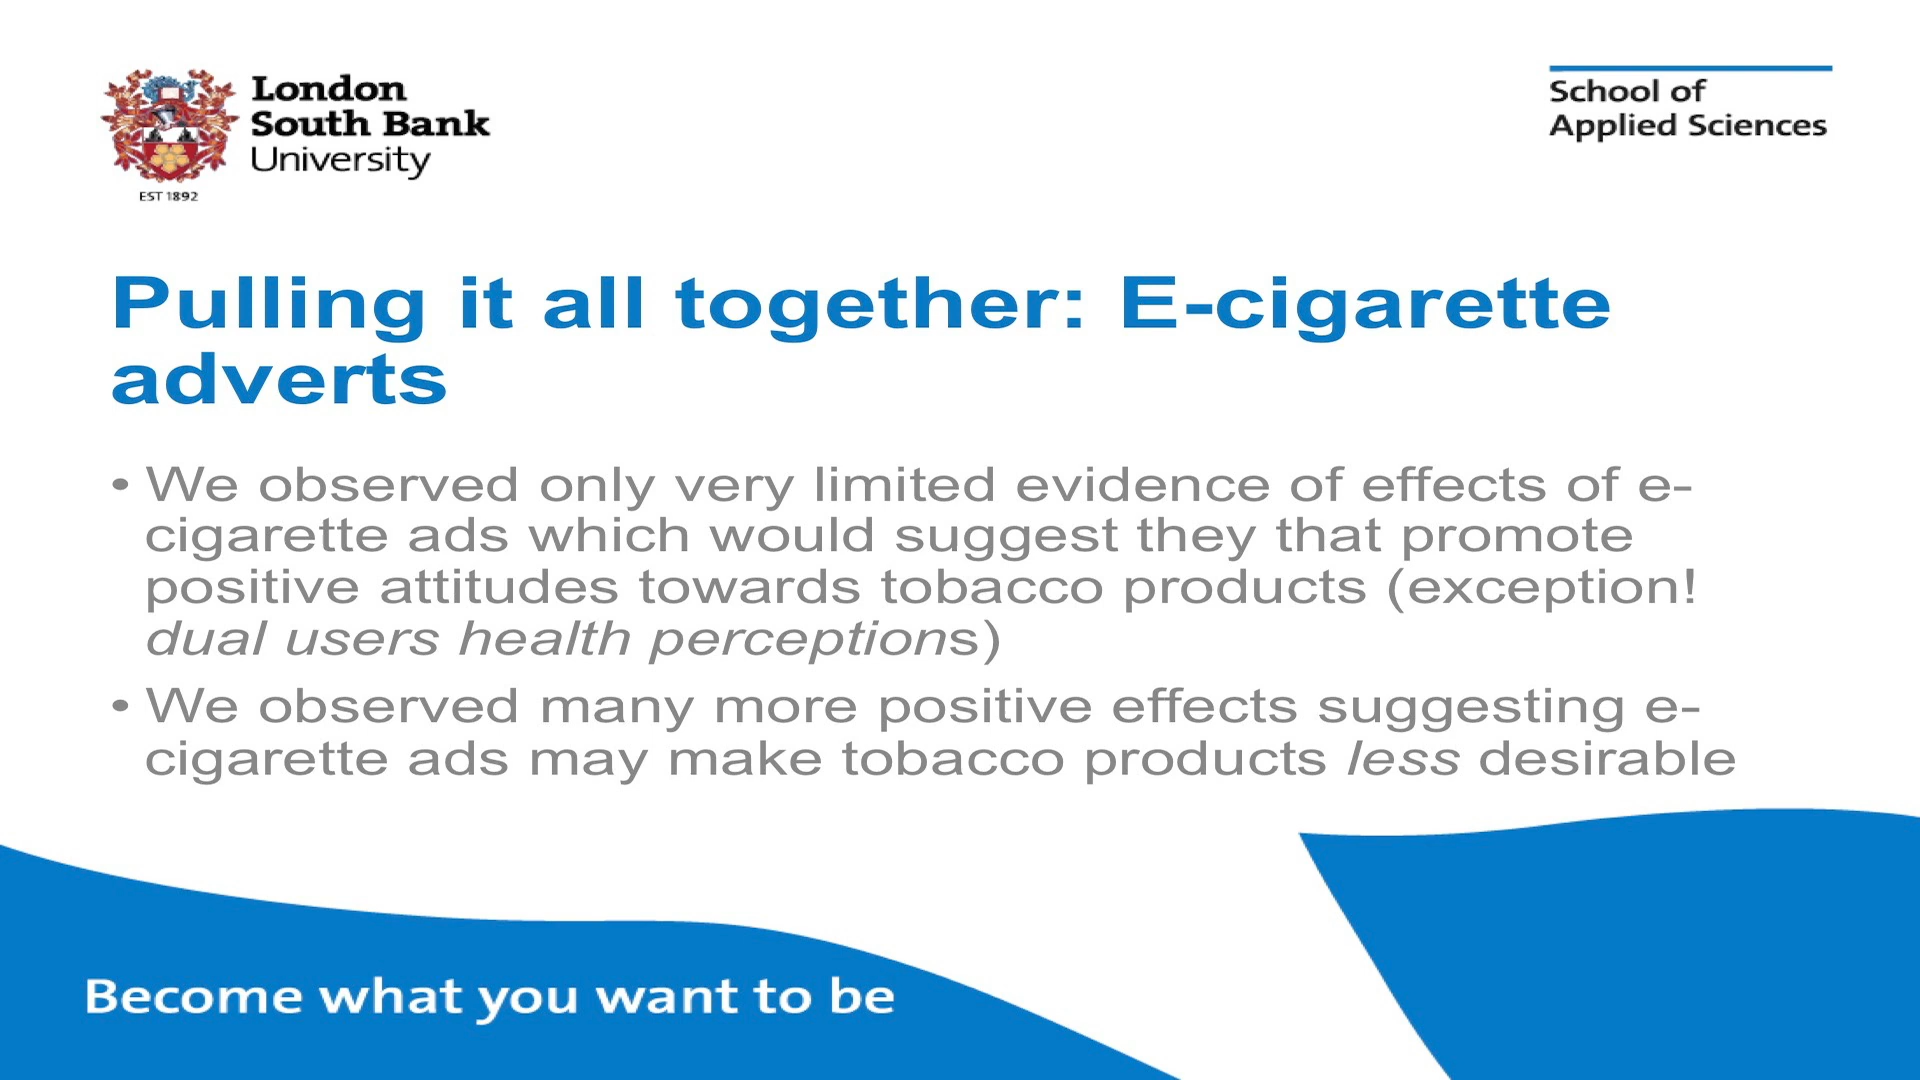 London
South Bank
University
EST 1892
School of
Applied Sciences
Pulling it all together: E-cigarette
adverts
• We observed only very limited evidence of effects of e-
cigarette ads which would suggest they that promote
positive attitudes towards tobacco products (exception!
dual users health perceptions)
• We observed many more positive effects suggesting e-
cigarette ads may make tobacco products less desirable
Become what you want to be